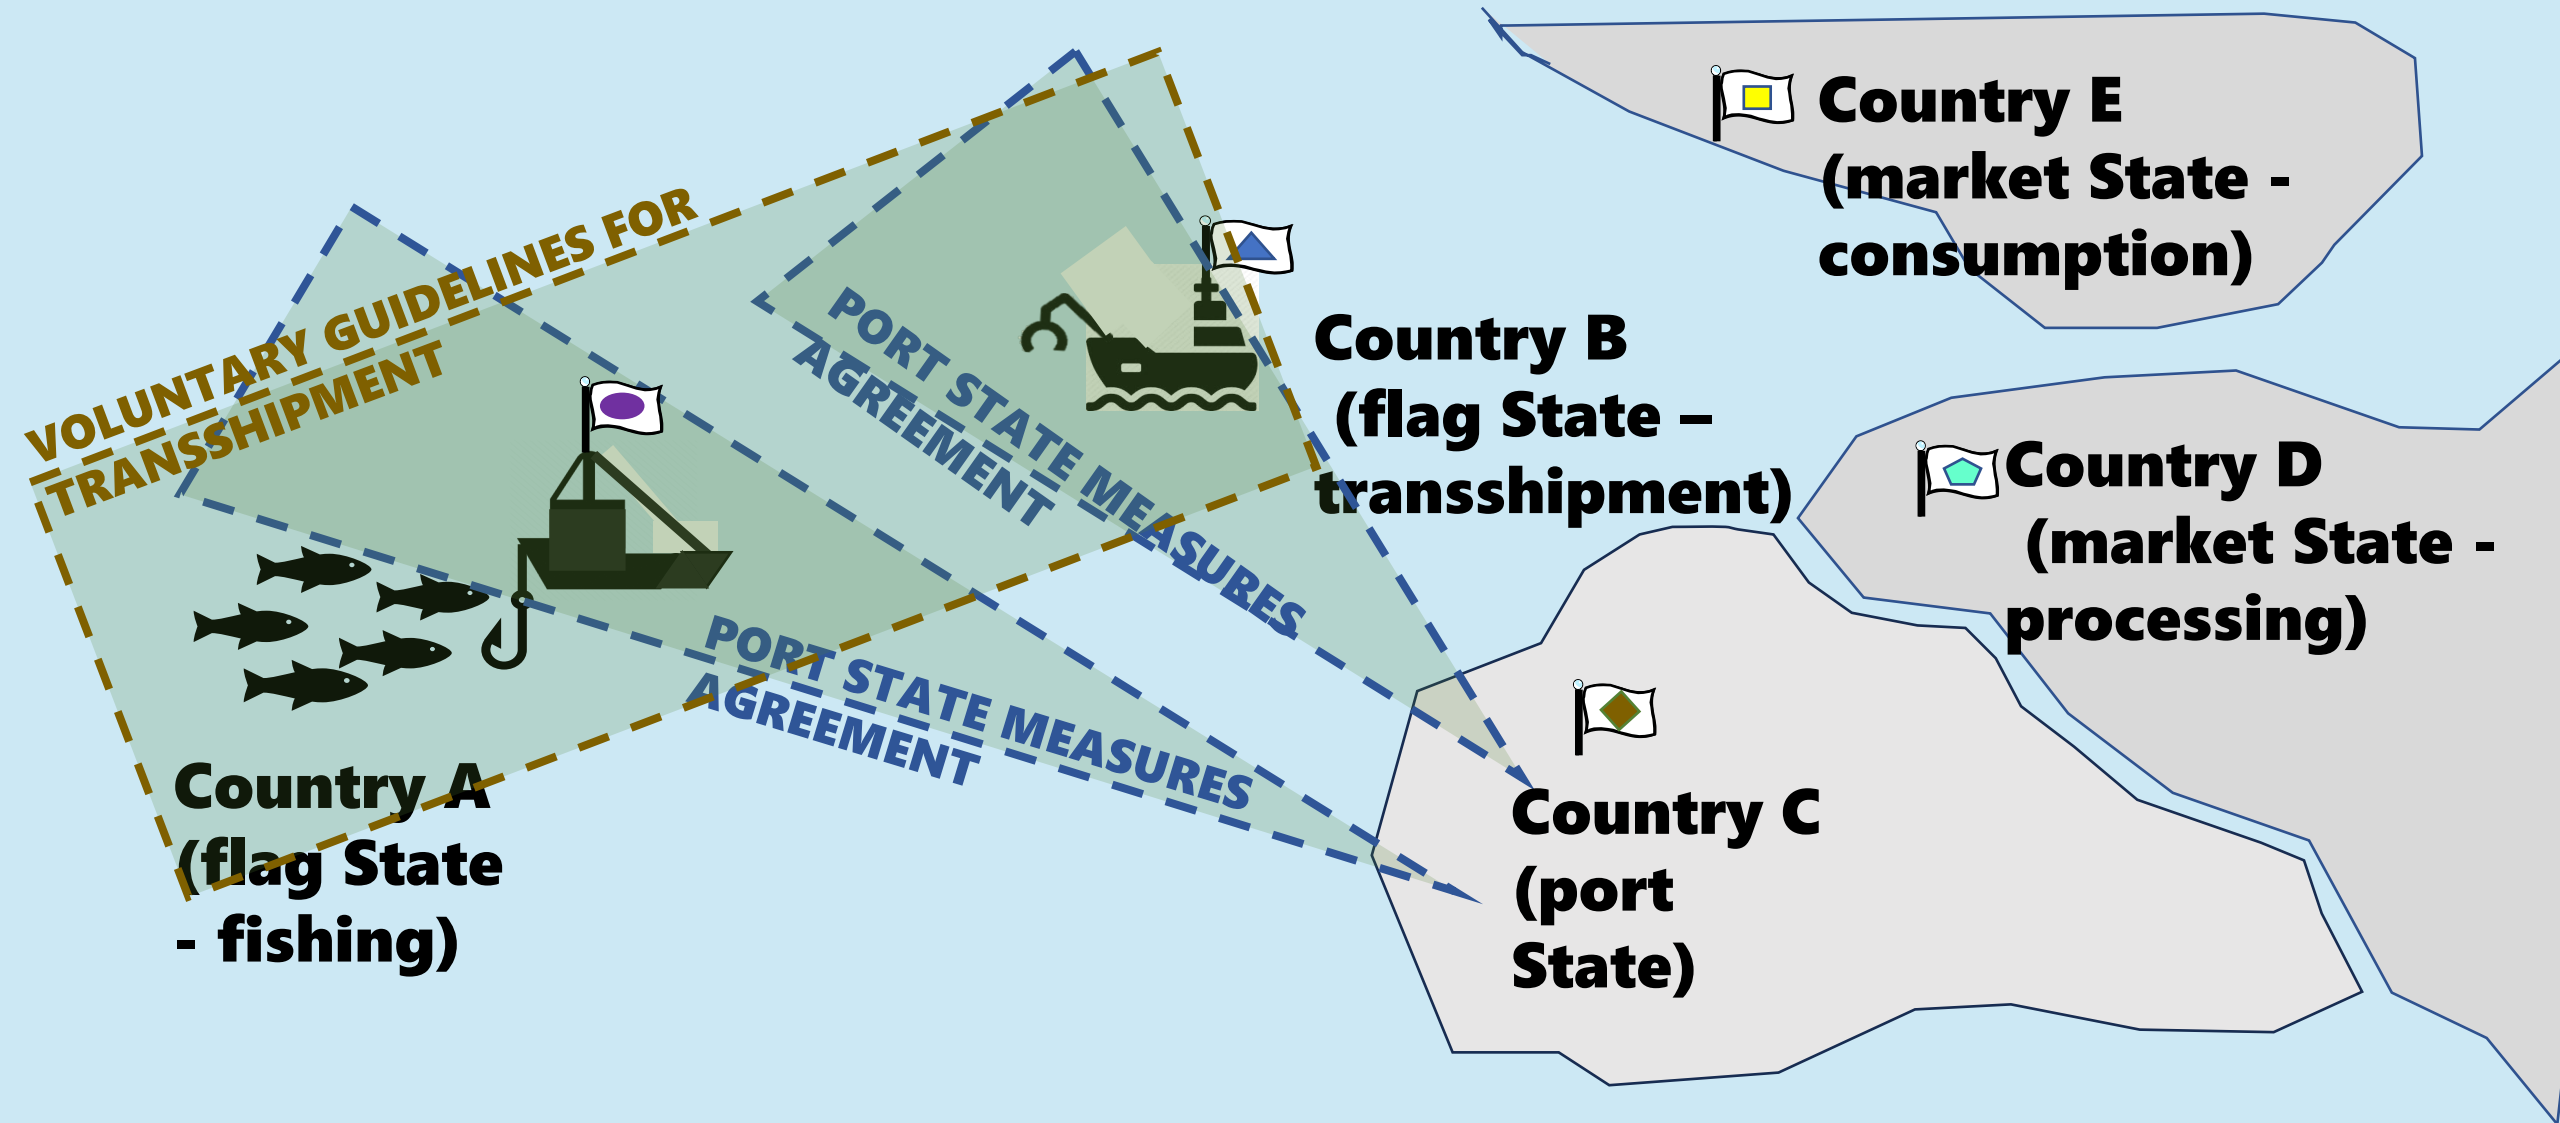 VOLUNTARY GUIDELINES FOR
TRANSSHIPMENT
PORT STATE MEASURES
AGREEMENT
PORT STATE MEASURES
AGREEMENT
Country A
(flag State
- fishing)
Country B
(flag State –
transshipment)
Country C
(port
State)
Country D
(market State -
processing)
Country E
(market State -
consumption)